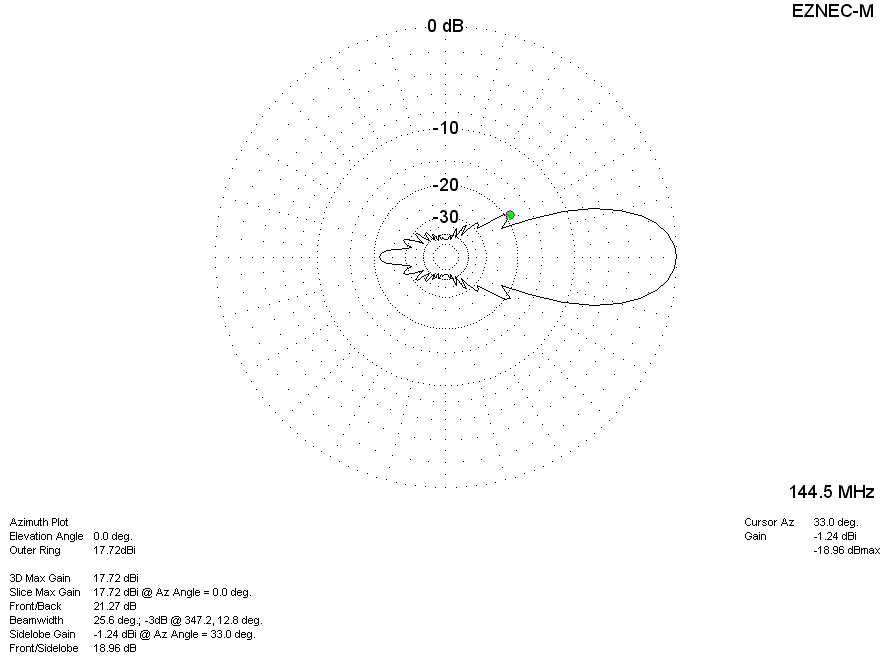 EZNEC-M
0 dB
-10
-20
-30
144.5 MHz
Azimuth Plot
Elevation Angle 0.0 deg.
Outer Ring 17.72dBi
3D Max Gain 17.72 dBi
Slice Max Gain 17.72 dBi @ Az Angle = 0.0 deg.
Front/Back 21.27 dB
Beamwidth 25.6 deg.; -3dB @ 347.2, 12.8 deg.
Sidelobe Gain -1.24 dBi @ Az Angle = 33.0 deg.
Front/Sidelobe 18.96 dB
Cursor Az 33.0 deg.
Gain -1.24 dBi
-18.96 dBmax